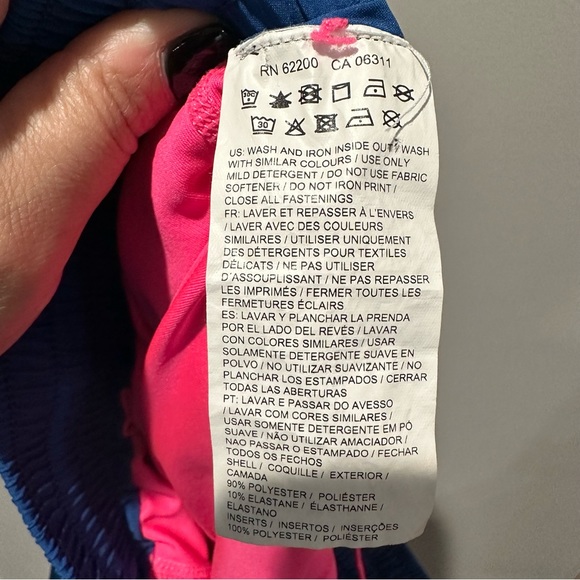 RN 62200 CA 06311
30C
30
US: WASH AND IRON INSIDE OUT / WASH
WITH SIMILAR COLOURS / USE ONLY
MILD DETERGENT / DO NOT USE FABRIC
SOFTENER / DO NOT IRON PRINT /
CLOSE ALL FASTENINGS
FR: LAVER ET REPASSER À L'ENVERS
/ LAVER AVEC DES COULEURS
SIMILAIRES / UTILISER UNIQUEMENT
DES DÉTERGENTS POUR TEXTILES
DÉLICATS / NE PAS UTILISER
D'ASSOUPLISSANT / NE PAS REPASSER
LES IMPRIMÉS / FERMER TOUTES LES
FERMETURES ÉCLAIRS
ES: LAVAR Y PLANCHAR LA PRENDA
POR EL LADO DEL REVÉS / LAVAR
CON COLORES SIMILARES / USAR
SOLAMENTE DETERGENTE SUAVE EN
POLVO / NO UTILIZAR SUAVIZANTE / NO
PLANCHAR LOS ESTAMPADOS / CERRAR
TODAS LAS ABERTURAS
PT: LAVAR E PASSAR DO AVESSO
/ LAVAR COM CORES SIMILARES /
USAR SOMENTE DETERGENTE EM PÓ
SUAVE / NÃO UTILIZAR AMACIADOR /
NAO PASSAR O ESTAMPADO / FECHAR
TODOS OS FECHOS
SHELL / COQUILLE / EXTERIOR /
CAMADA
90% POLYESTER / POLIÉSTER
10% ELASTANE / ÉLASTHANNE /
ELASTANO
INSERTS / INSERTOS / INSERÇÕES
100% POLYESTER / POLIÉSTER